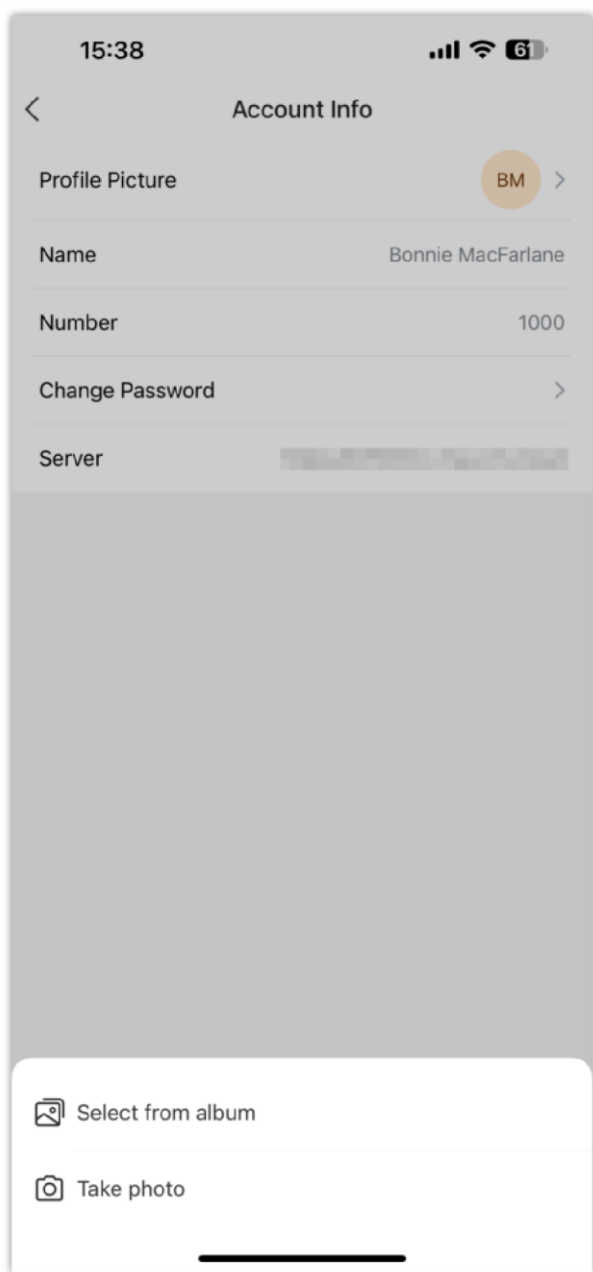 15:38 61
Account Info
Profile Picture BM
Name Bonnie MacFarlane
Number 1000
Change Password
Server
Select from album
Take photo